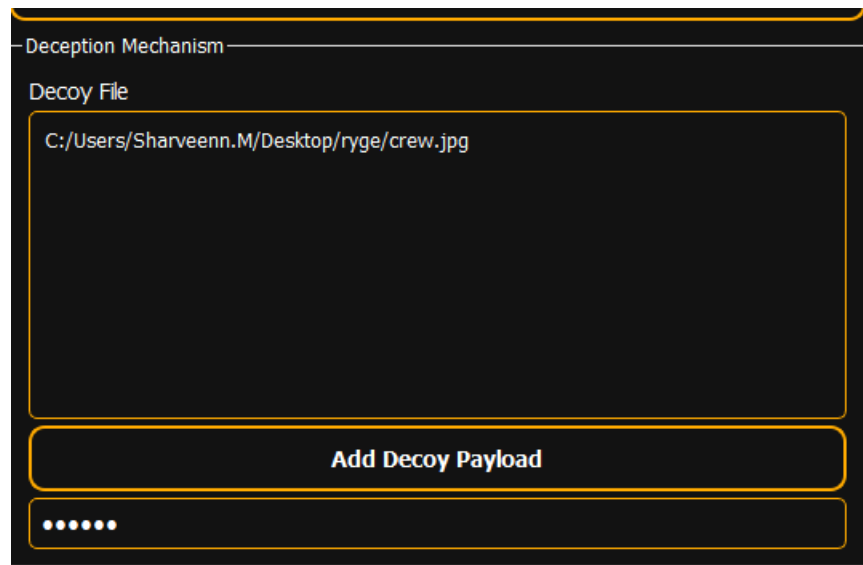 Deception Mechanism
Decoy File
C:/Users/Sharveenn.M/Desktop/ryge/crew.jpg
Add Decoy Payload
••••••